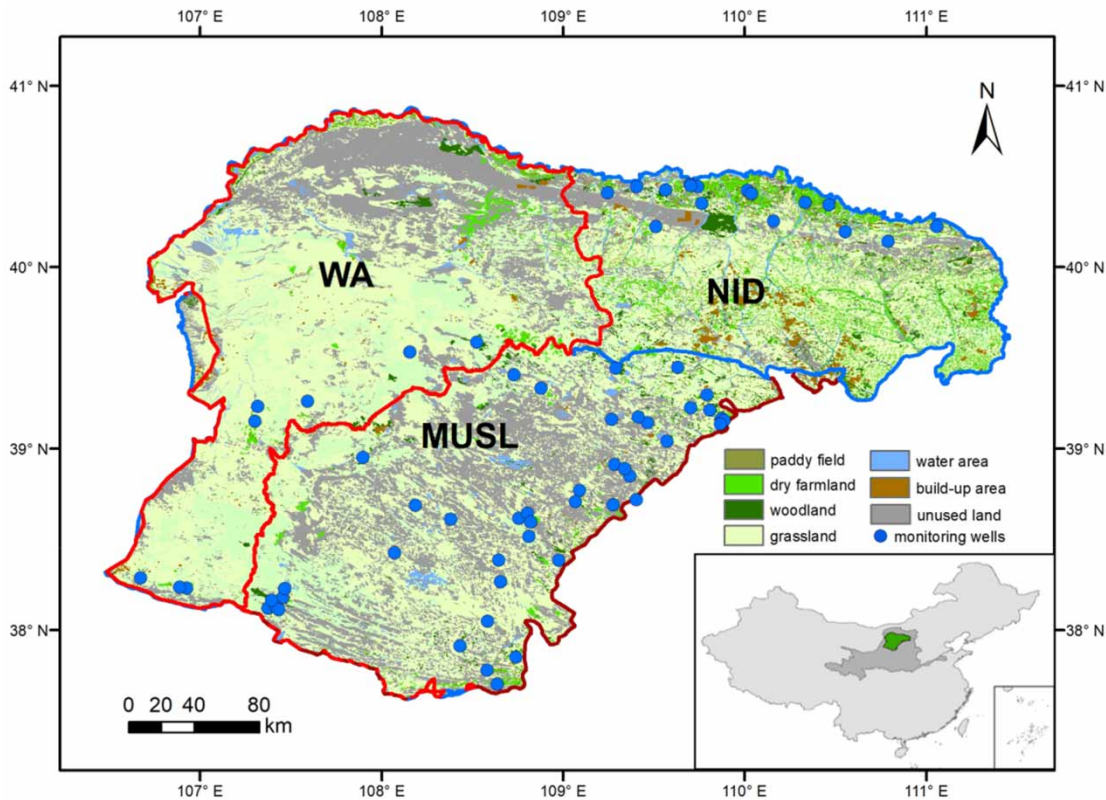 107° E 108° E 109° E 110° E 111° E
41° N 41° N
N
40° N 40° N
WA
NID
39° N 39° N
MUSL
paddy field water area
dry farmland build-up area
woodland unused land
grassland monitoring wells
38° N 38° N
0 20 40 80
km
107° E 108° E 109° E 110° E 111° E